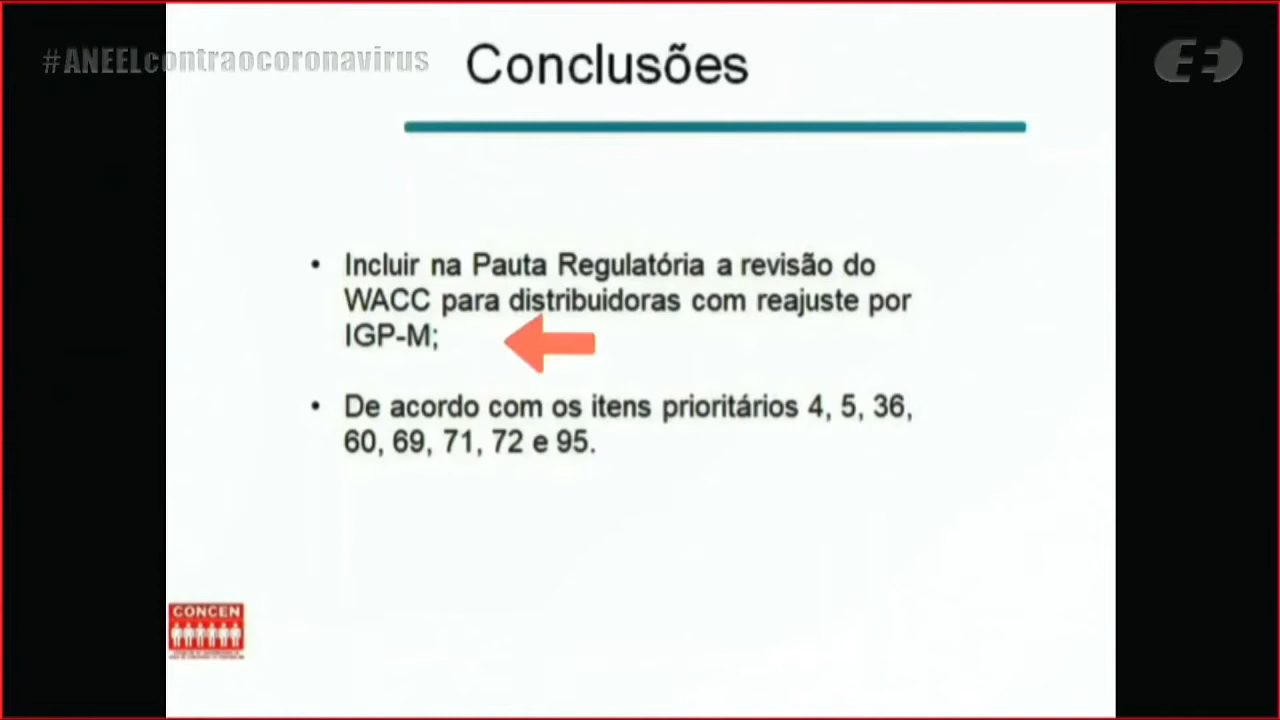 #ANEELcontraocoronavirus
Conclusões
• Incluir na Pauta Regulatória a revisão do
WACC para distribuidoras com reajuste por
IGP-M;
• De acordo com os itens prioritários 4, 5, 36,
60, 69, 71, 72 e 95.
CONCEN